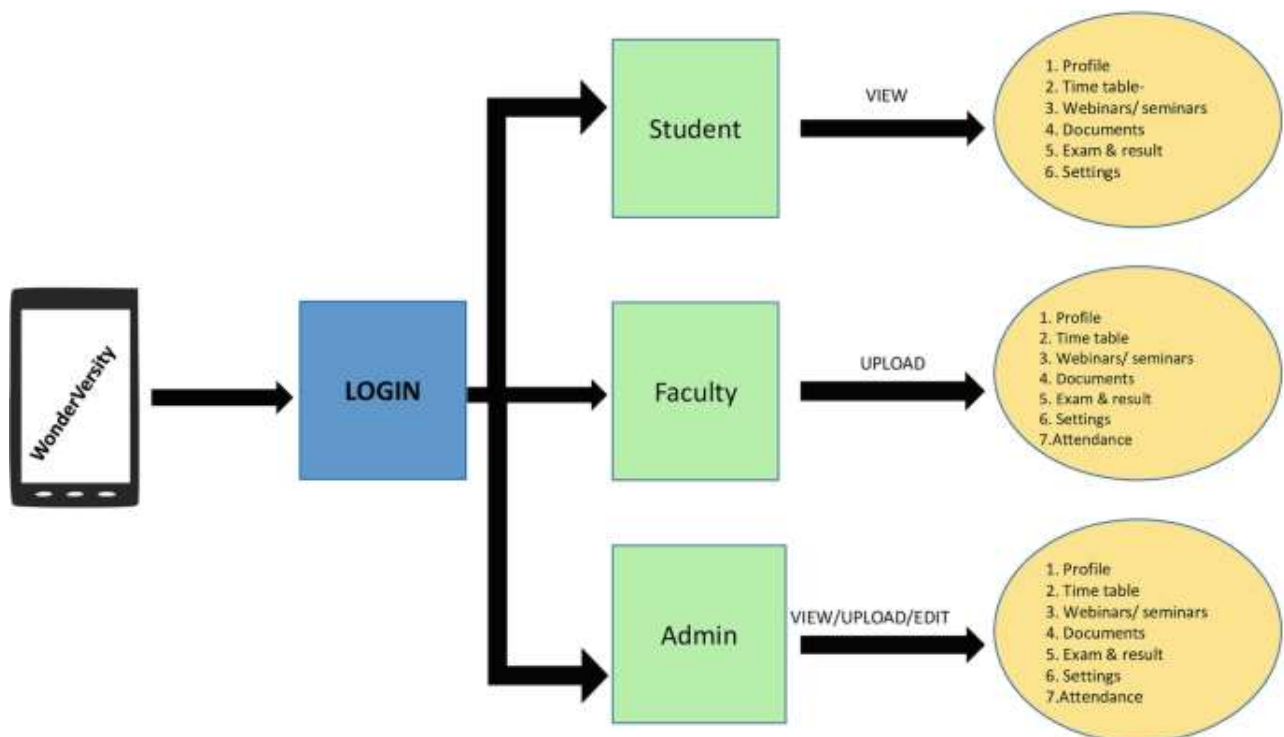 WonderVersity
LOGIN
Student
VIEW
1. Profile
2. Time table-
3. Webinars/ seminars
4. Documents
5. Exam & result
6. Settings
Faculty
UPLOAD
1. Profile
2. Time table
3. Webinars/ seminars
4. Documents
5. Exam & result
6. Settings
7.Attendance
Admin
VIEW/UPLOAD/EDIT
1. Profile
2. Time table
3. Webinars/ seminars
4. Documents
5. Exam & result
6. Settings
7.Attendance